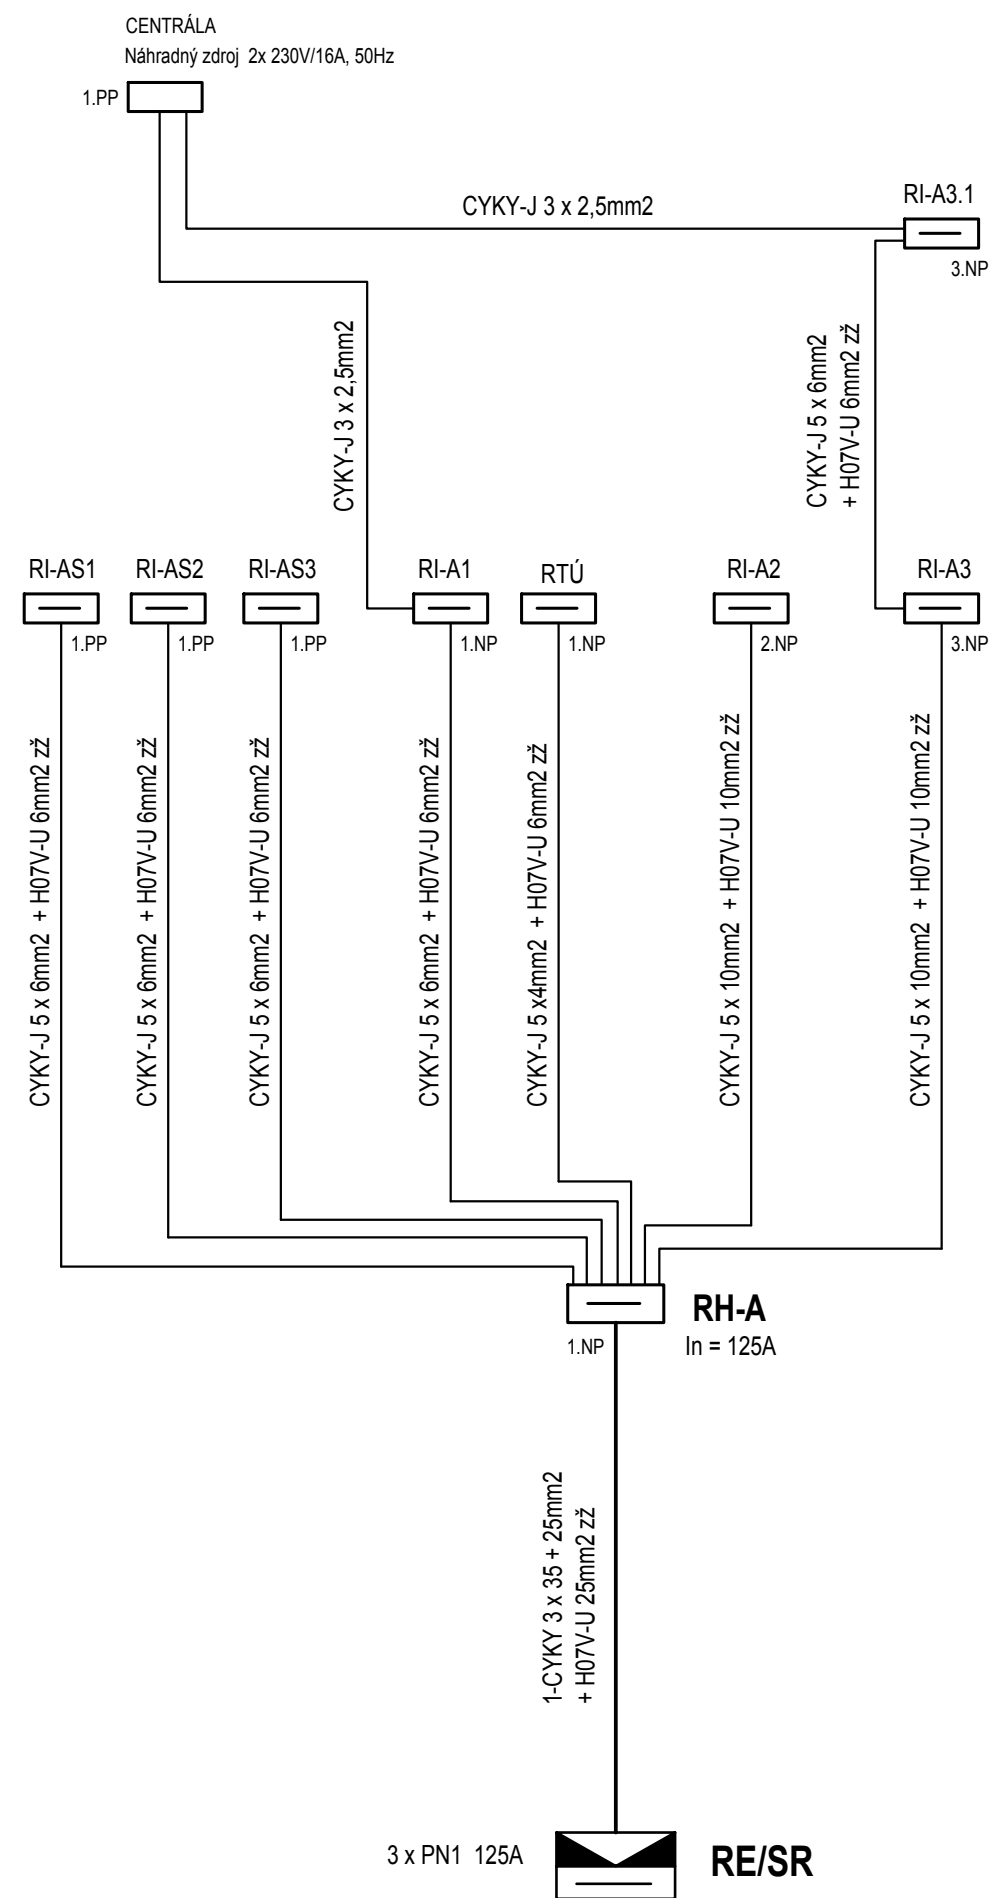 CENTRÁLA
Náhradný zdroj 2x 230V/16A, 50Hz
1.PP
CYKY-J 3 x 2,5mm2
RI-A3.1
3.NP
CYKY-J 3 x 2,5mm2
CYKY-J 5 x 6mm2
+ H07V-U 6mm2 zž
RI-AS1
RI-AS2
RI-AS3
RI-A1
RTÚ
RI-A2
RI-A3
1.PP
1.PP
1.PP
1.NP
1.NP
2.NP
3.NP
CYKY-J 5 x 6mm2 + H07V-U 6mm2 zž
CYKY-J 5 x 6mm2 + H07V-U 6mm2 zž
CYKY-J 5 x 6mm2 + H07V-U 6mm2 zž
CYKY-J 5 x 6mm2 + H07V-U 6mm2 zž
CYKY-J 5 x4mm2 + H07V-U 6mm2 zž
CYKY-J 5 x 10mm2 + H07V-U 10mm2 zž
CYKY-J 5 x 10mm2 + H07V-U 10mm2 zž
RH-A
1.NP
In = 125A
1-CYKY 3 x 35 + 25mm2
+ H07V-U 25mm2 zž
3 x PN1 125A
RE/SR